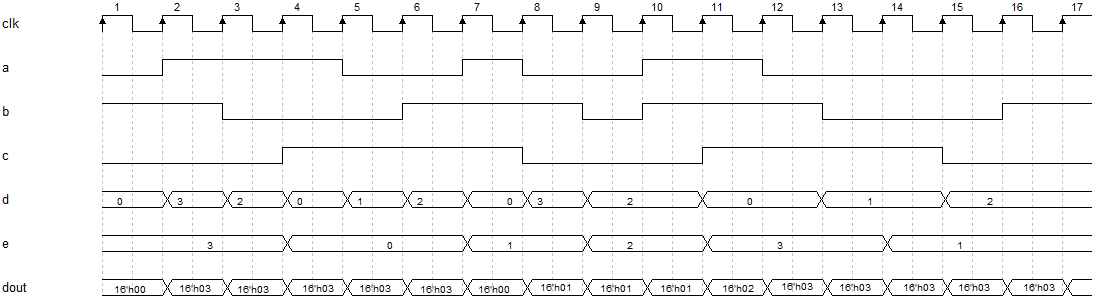 1 2 3 4 5 6 7 8 9 10 11 12 13 14 15 16 17
clk
a
b
c
d 0 3 2 0 1 2 0 3 2 0 1 2
e 3 0 1 2 3 1
dout 16'h00 16'h03 16'h03 16'h03 16'h03 16'h03 16'h00 16'h01 16'h01 16'h01 16'h02 16'h03 16'h03 16'h03 16'h03 16'h03